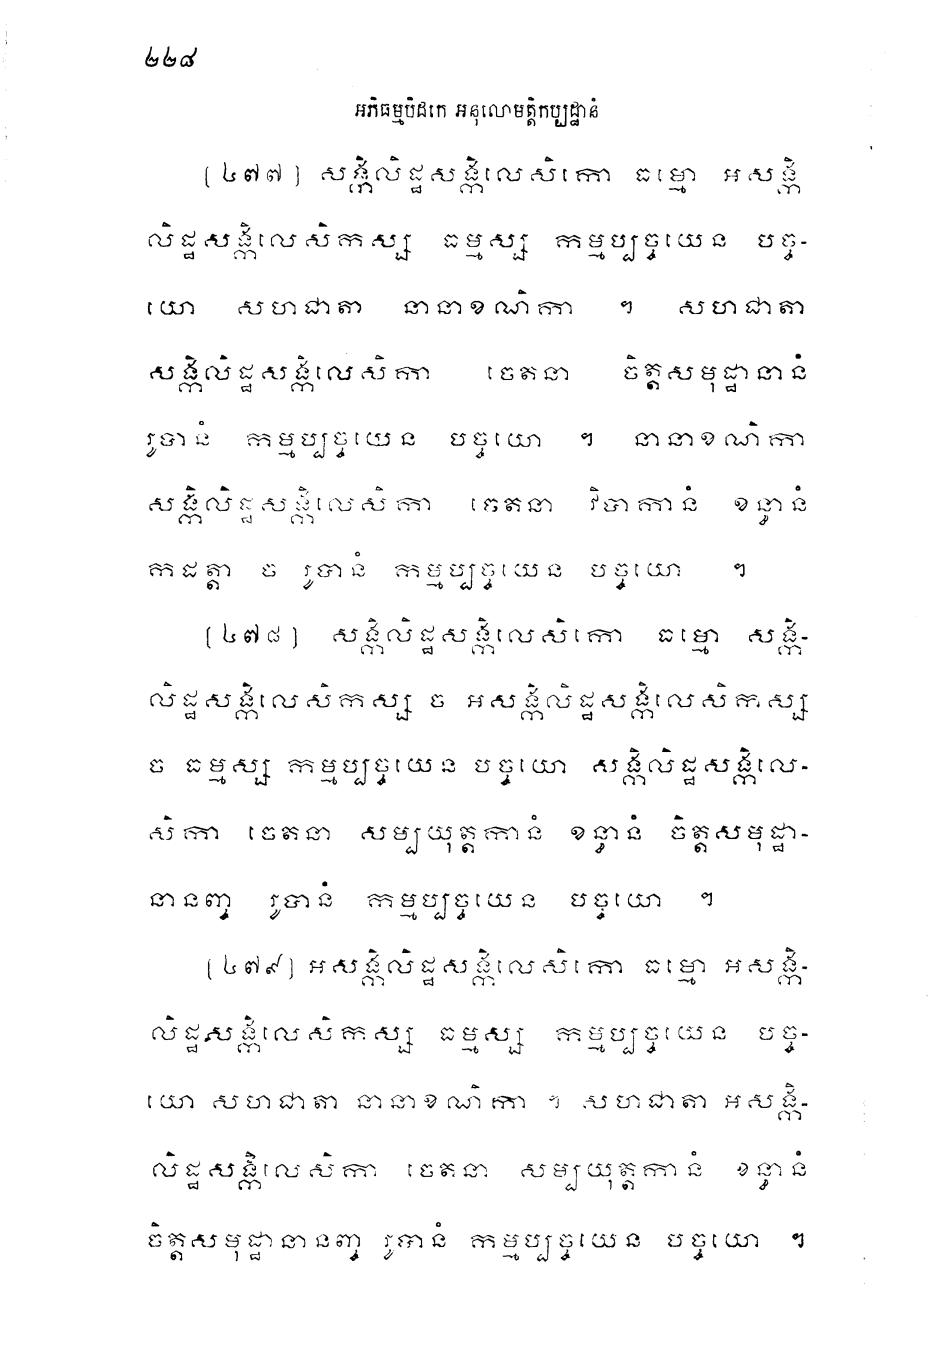 ២២៨
អភិធម្មបិដកេ អនុលោមត្តិកប្បដ្ឋានំ
[៤៧៧] សង្កិលិដ្ឋសង្កិលេសិកោ ធម្មោ អសង្កិ
លិដ្ឋសង្កិលេសិកស្ស ធម្មស្ស កម្មប្បច្ចយេន បច្ច-
យោ សហជាតា នានាខណិកា ។ សហជាតា
សង្កិលិដ្ឋសង្កិលេសិកា ចេតនា ចិត្តសមុដ្ឋានានំ
រូបានំ កម្មប្បច្ចយេន បច្ចយោ ។ នានាខណិកា
សង្កិលិដ្ឋសង្កិលេសិកា ចេតនា វិបាកានំ ខន្ធានំ
កដត្តា ច រូបានំ កម្មប្បច្ចយេន បច្ចយោ ។
[៤៧៨] សង្កិលិដ្ឋសង្កិលេសិកោ ធម្មោ សង្កិ-
លិដ្ឋសង្កិលេសិកស្ស ច អសង្កិលិដ្ឋសង្កិលេសិកស្ស
ច ធម្មស្ស កម្មប្បច្ចយេន បច្ចយោ សង្កិលិដ្ឋសង្កិលេ-
សិកា ចេតនា សម្បយុត្តកានំ ខន្ធានំ ចិត្តសមុដ្ឋា-
នានញ្ច រូបានំ កម្មប្បច្ចយេន បច្ចយោ ។
[៤៧៩] អសង្កិលិដ្ឋសង្កិលេសិកោ ធម្មោ អសង្កិ-
លិដ្ឋសង្កិលេសិកស្ស ធម្មស្ស កម្មប្បច្ចយេន បច្ច-
យោ សហជាតា នានាខណិកា ។ សហជាតា អសង្កិ-
លិដ្ឋសង្កិលេសិកា ចេតនា សម្បយុត្តកានំ ខន្ធានំ
ចិត្តសមុដ្ឋានានញ្ច រូបានំ កម្មប្បច្ចយេន បច្ចយោ ។